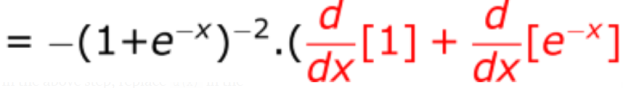 = –(1+e⁻ˣ)⁻².(d/dx[1] + d/dx[e⁻ˣ]